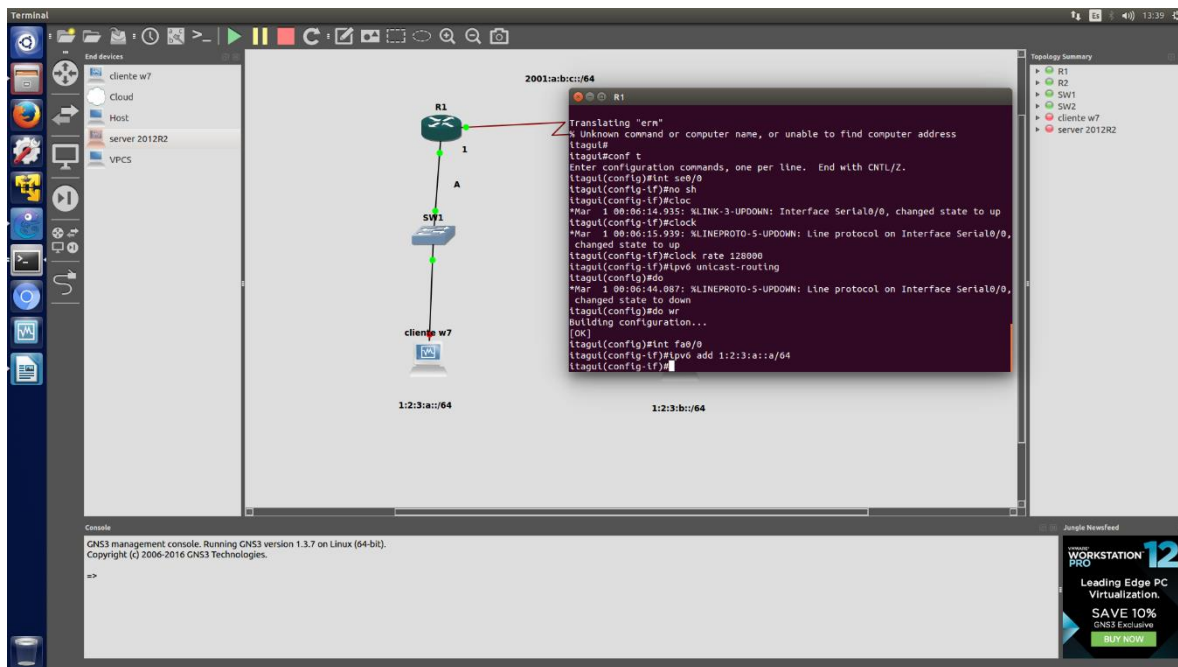 Terminal
Es
13:39
End devices
cliente w7
Cloud
Host
server 2012R2
VPCS
2001:a:b:c::/64
R1
1
A
SW1
cliente w7
1:2:3:a::/64
1:2:3:b::/64
R1
Translating "erm"
% Unknown command or computer name, or unable to find computer address
itagui#
itagui#conf t
Enter configuration commands, one per line.  End with CNTL/Z.
itagui(config)#int se0/0
itagui(config-if)#no sh
itagui(config-if)#cloc
*Mar  1 00:06:14.935: %LINK-3-UPDOWN: Interface Serial0/0, changed state to up
itagui(config-if)#clock
*Mar  1 00:06:15.939: %LINEPROTO-5-UPDOWN: Line protocol on Interface Serial0/0,
 changed state to up
itagui(config-if)#clock rate 128000
itagui(config-if)#ipv6 unicast-routing
itagui(config)#do
*Mar  1 00:06:44.087: %LINEPROTO-5-UPDOWN: Line protocol on Interface Serial0/0,
 changed state to down
itagui(config)#do wr
Building configuration...
[OK]
itagui(config)#int fa0/0
itagui(config-if)#ipv6 add 1:2:3:a::a/64
itagui(config-if)#
Topology Summary
R1
R2
SW1
SW2
cliente w7
server 2012R2
Console
GNS3 management console. Running GNS3 version 1.3.7 on Linux (64-bit).
Copyright (c) 2006-2016 GNS3 Technologies.
=>
Jungle Newsfeed
VMWARE
WORKSTATION 12
PRO
Leading Edge PC
Virtualization.
SAVE 10%
GNS3 Exclusive
BUY NOW